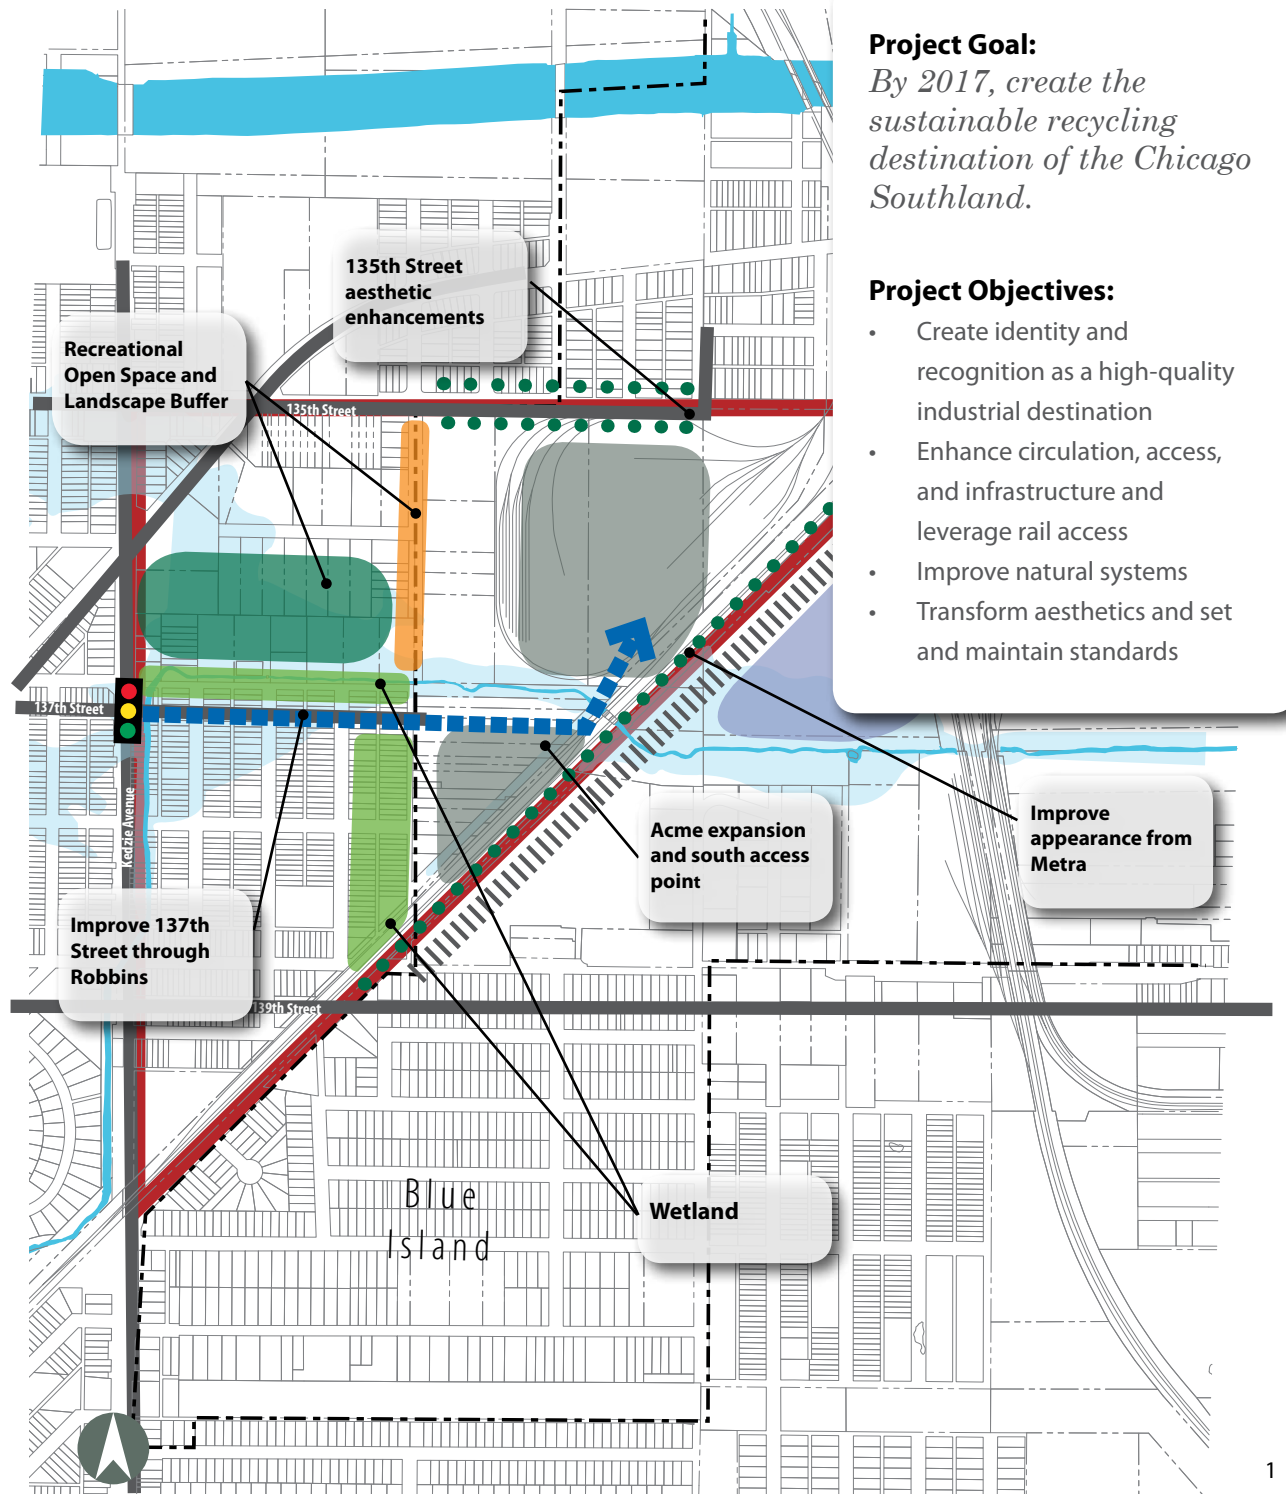 Project Goal:
By 2017, create the
sustainable recycling
destination of the Chicago
Southland.
Project Objectives:
• Create identity and
recognition as a high-quality
industrial destination
• Enhance circulation, access,
and infrastructure and
leverage rail access
• Improve natural systems
• Transform aesthetics and set
and maintain standards
135th Street
aesthetic
enhancements
Recreational
Open Space and
Landscape Buffer
135th Street
137th Street
Kedzie Avenue
Acme expansion
and south access
point
Improve
appearance from
Metra
Improve 137th
Street through
Robbins
139th Street
Wetland
Blue
Island
1